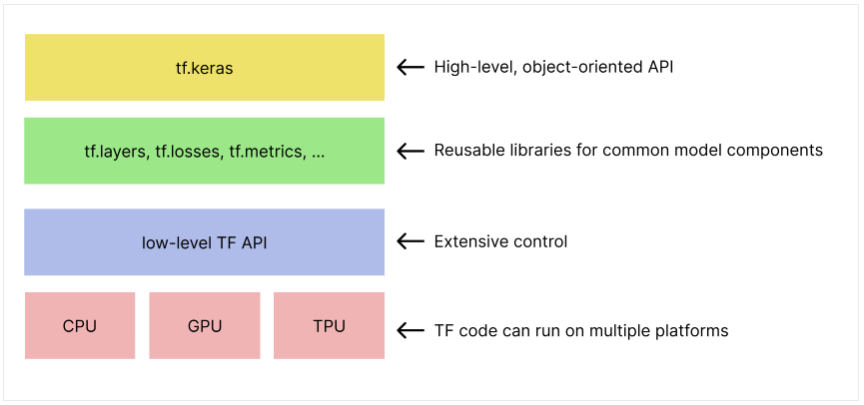 tf.keras
High-level, object-oriented API
tf.layers, tf.losses, tf.metrics, ...
Reusable libraries for common model components
low-level TF API
Extensive control
CPU
GPU
TPU
TF code can run on multiple platforms